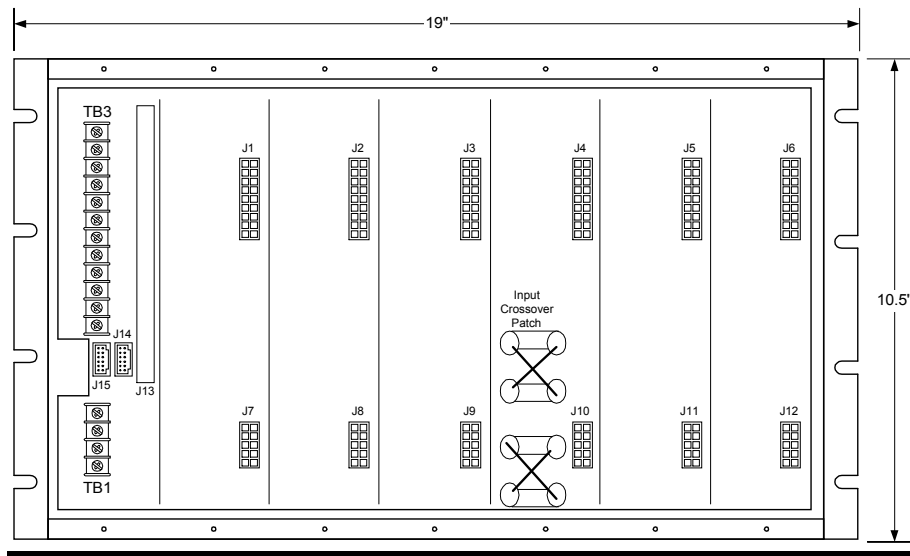 19"
TB3
J1
J2
J3
J4
J5
J6
10.5'
Input
Crossover
Patch
J14
J15
J13
J7
J8
J9
J10
J11
J12
TB1